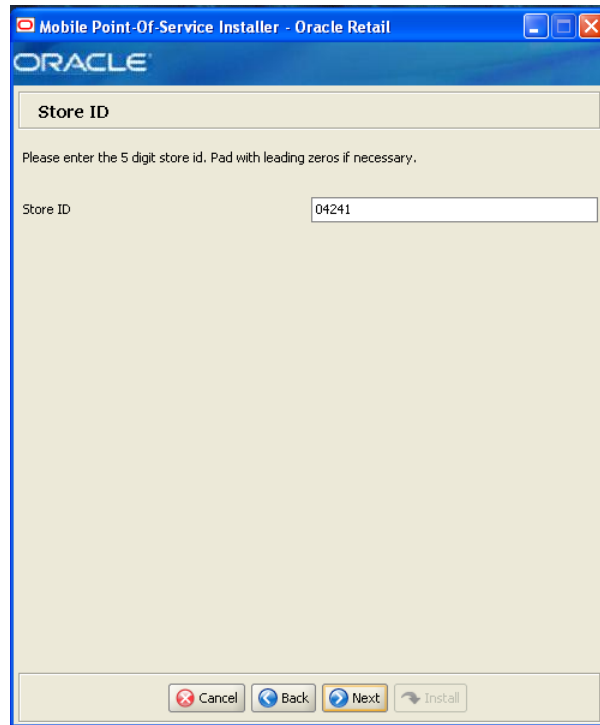 Mobile Point-Of-Service Installer - Oracle Retail
ORACLE
Store ID
Please enter the 5 digit store id. Pad with leading zeros if necessary.
Store ID 04241
Cancel Back Next Install